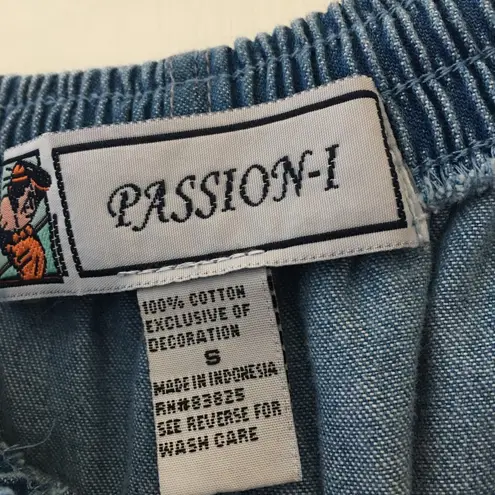 PASSION-I
100% COTTON
EXCLUSIVE OF
DECORATION
S
MADE IN INDONESIA
RN#83825
SEE REVERSE FOR
WASH CARE